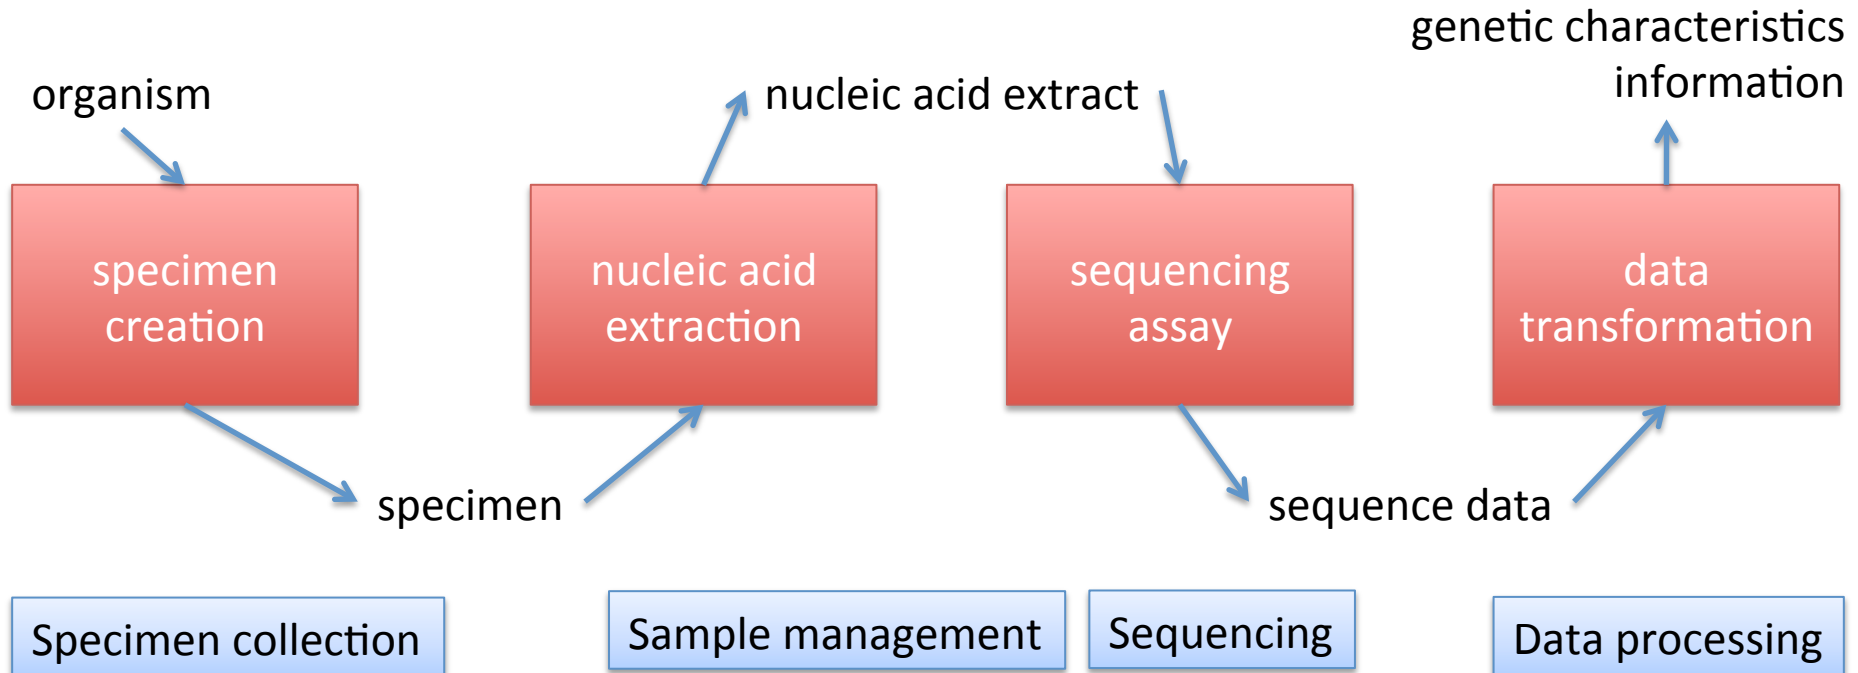 genetic characteristics
information
organism
nucleic acid extract
specimen
creation
nucleic acid
extraction
sequencing
assay
data
transformation
specimen
sequence data
Specimen collection
Sample management
Sequencing
Data processing